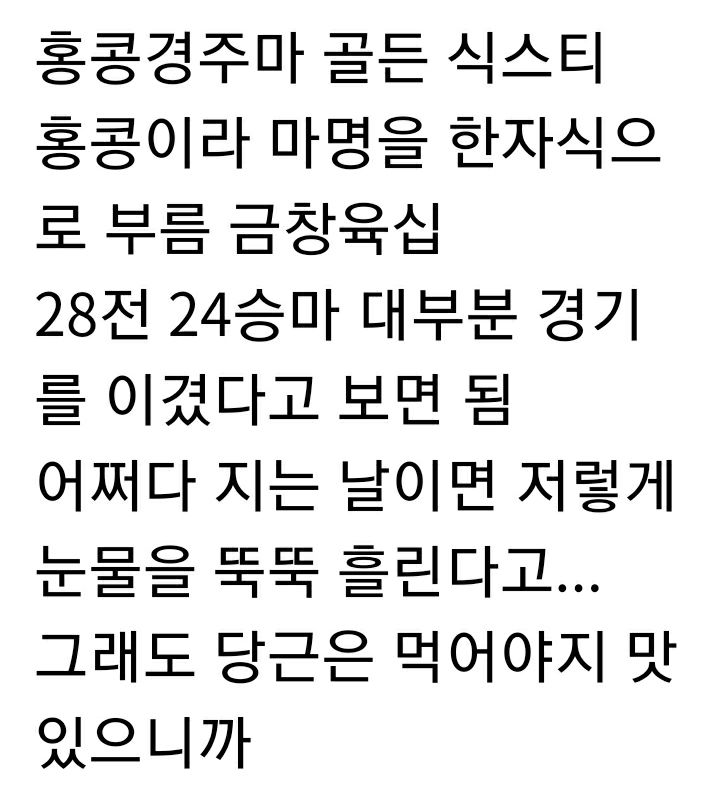 홍콩경주마 골든 식스티
홍콩이라 마명을 한자식으
로 부름 금창육십
28전 24승마 대부분 경기
를 이겼다고 보면 됨
어쩌다 지는 날이면 저렇게
눈물을 뚝뚝 흘린다고...
그래도 당근은 먹어야지 맛
있으니까